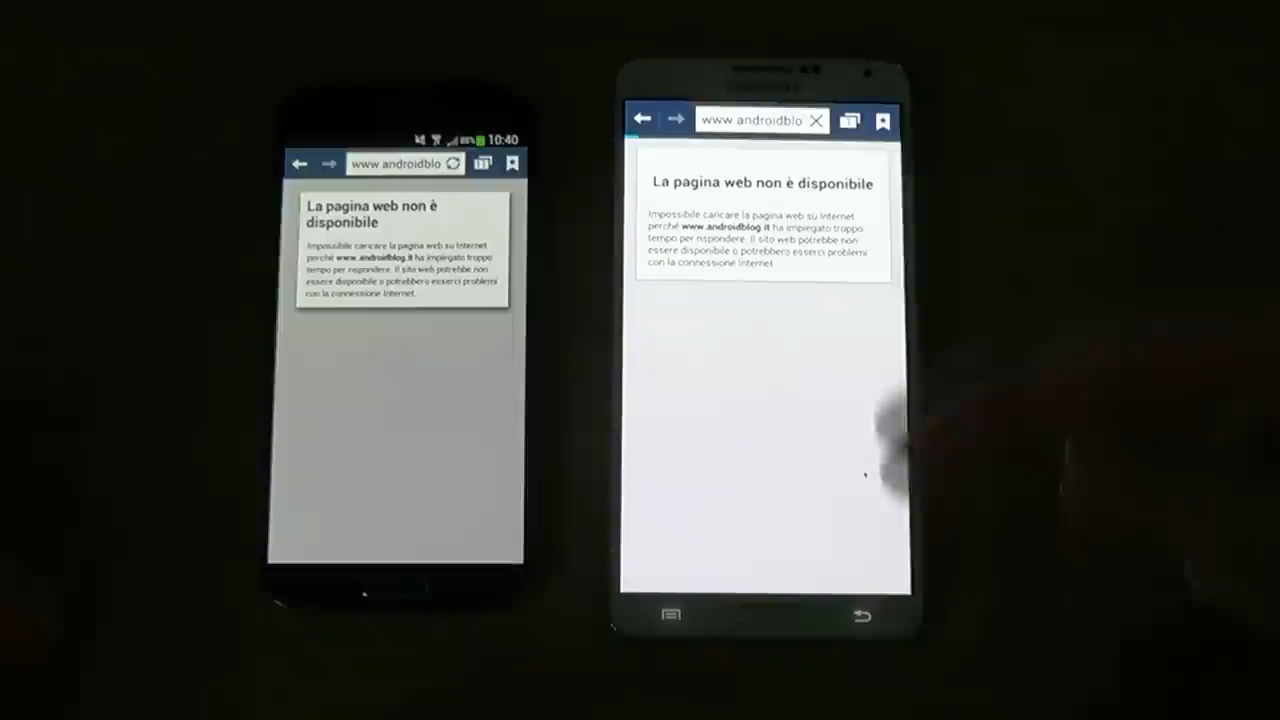 10:40
www.androidblo
La pagina web non è
disponibile
Impossibile caricare la pagina web su Internet
perché www.androidblog.it ha impiegato troppo
tempo per rispondere. Il sito web potrebbe non
essere disponibile o potrebbero esserci problemi
con la connessione Internet.
www.androidblo
La pagina web non è disponibile
Impossibile caricare la pagina web su Internet
perché www.androidblog.it ha impiegato troppo
tempo per rispondere. Il sito web potrebbe non
essere disponibile o potrebbero esserci problemi
con la connessione Internet.